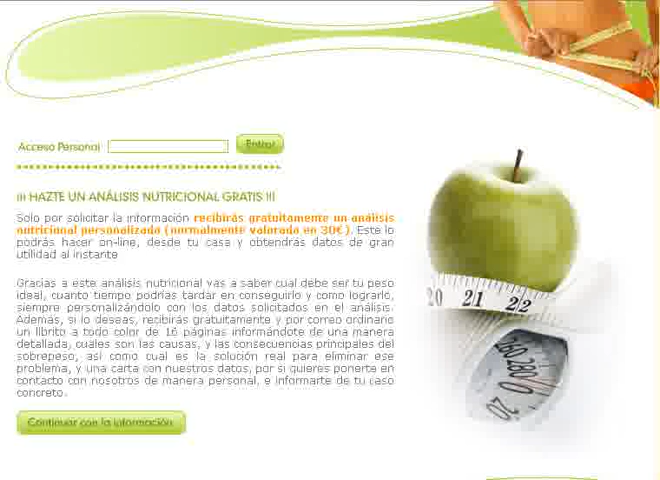 Acceso Personal
Entrar
¡¡¡ HAZTE UN ANÁLISIS NUTRICIONAL GRATIS !!!
Solo por solicitar la información recibirás gratuitamente un análisis
nutricional personalizado (normalmente valorada en 30€). Este lo
podrás hacer on-line, desde tu casa y obtendrás datos de gran
utilidad al instante
Gracias a este análisis nutricional vas a saber cual debe ser tu peso
ideal, cuanto tiempo podrías tardar en conseguirlo y como lograrlo,
siempre personalizándolo con los datos solicitados en el análisis.
Además, si lo deseas, recibirás gratuitamente y por correo ordinario
un librito a todo color de 16 páginas informándote de una manera
detallada, cuales son las causas, y las consecuencias principales del
sobrepeso, así como cual es la solución real para eliminar ese
problema, y una carta con nuestros datos, por si quieres ponerte en
contacto con nosotros de manera personal, e informarte de tu caso
concreto.
Continuar con la información
20 21 22